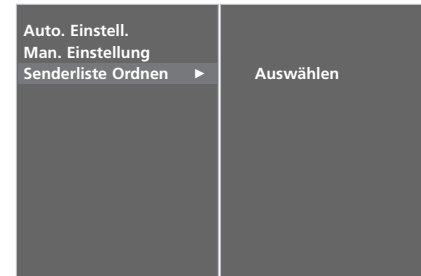 Auto. Einstell.
Man. Einstellung
Senderliste Ordnen ►
Auswählen